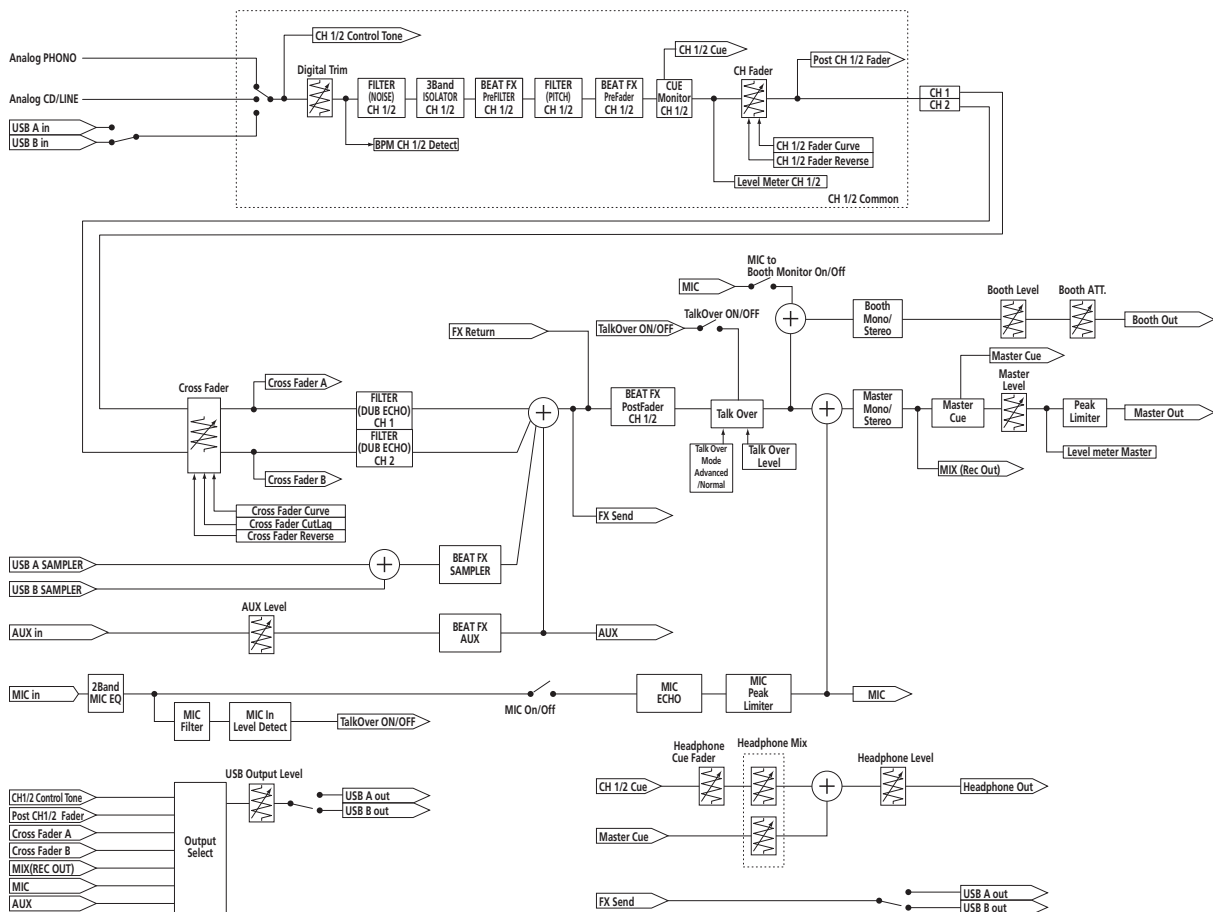 CH 1/2 Control Tone
Analog PHONO
Analog CD/LINE
USB A in
USB B in
Digital Trim
FILTER
(NOISE)
CH 1/2
3Band
ISOLATOR
CH 1/2
BEAT FX
PreFILTER
CH 1/2
FILTER
(PITCH)
CH 1/2
BEAT FX
PreFader
CH 1/2
CH 1/2 Cue
CUE
Monitor
CH 1/2
CH Fader
Post CH 1/2 Fader
CH 1
CH 2
BPM CH 1/2 Detect
CH 1/2 Fader Curve
CH 1/2 Fader Reverse
Level Meter CH 1/2
CH 1/2 Common
MIC to
Booth Monitor On/Off
MIC
Booth
Mono/
Stereo
Booth Level
Booth ATT.
Booth Out
FX Return
TalkOver ON/OFF
TalkOver ON/OFF
Cross Fader
Cross Fader A
FILTER
(DUB ECHO)
CH 1
FILTER
(DUB ECHO)
CH 2
Cross Fader B
Cross Fader Curve
Cross Fader CutLag
Cross Fader Reverse
BEAT FX
PostFader
CH 1/2
Talk Over
Talk Over
Mode
Advanced
/Normal
Talk Over
Level
Master
Mono/
Stereo
Master Cue
Master
Cue
Master
Level
Peak
Limiter
Master Out
Level meter Master
MIX (Rec Out)
FX Send
USB A SAMPLER
USB B SAMPLER
BEAT FX
SAMPLER
AUX Level
AUX in
BEAT FX
AUX
AUX
MIC in
2Band
MIC EQ
MIC
Filter
MIC In
Level Detect
TalkOver ON/OFF
MIC On/Off
MIC
ECHO
MIC
Peak
Limiter
MIC
CH1/2 Control Tone
Post CH1/2 Fader
Cross Fader A
Cross Fader B
MIX(REC OUT)
MIC
AUX
Output
Select
USB Output Level
USB A out
USB B out
Headphone
Cue Fader
Headphone Mix
Headphone Level
CH 1/2 Cue
Headphone Out
Master Cue
FX Send
USB A out
USB B out